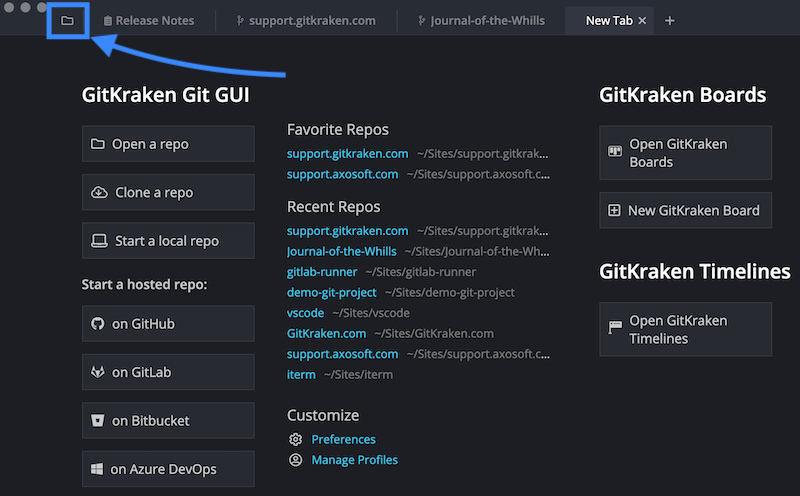 Release Notes
support.gitkraken.com
Journal-of-the-Whills
New Tab
GitKraken Git GUI
Open a repo
Clone a repo
Start a local repo
Start a hosted repo:
on GitHub
on GitLab
on Bitbucket
on Azure DevOps
Favorite Repos
support.gitkraken.com ~/Sites/support.gitkrak...
support.axosoft.com ~/Sites/support.axosoft.c...
Recent Repos
support.gitkraken.com ~/Sites/support.gitkrak...
Journal-of-the-Whills ~/Sites/Journal-of-the-Wh...
gitlab-runner ~/Sites/gitlab-runner
demo-git-project ~/Sites/demo-git-project
vscode ~/Sites/vscode
GitKraken.com ~/Sites/GitKraken.com
support.axosoft.com ~/Sites/support.axosoft.c...
iterm ~/Sites/iterm
Customize
Preferences
Manage Profiles
GitKraken Boards
Open GitKraken
Boards
New GitKraken Board
GitKraken Timelines
Open GitKraken
Timelines